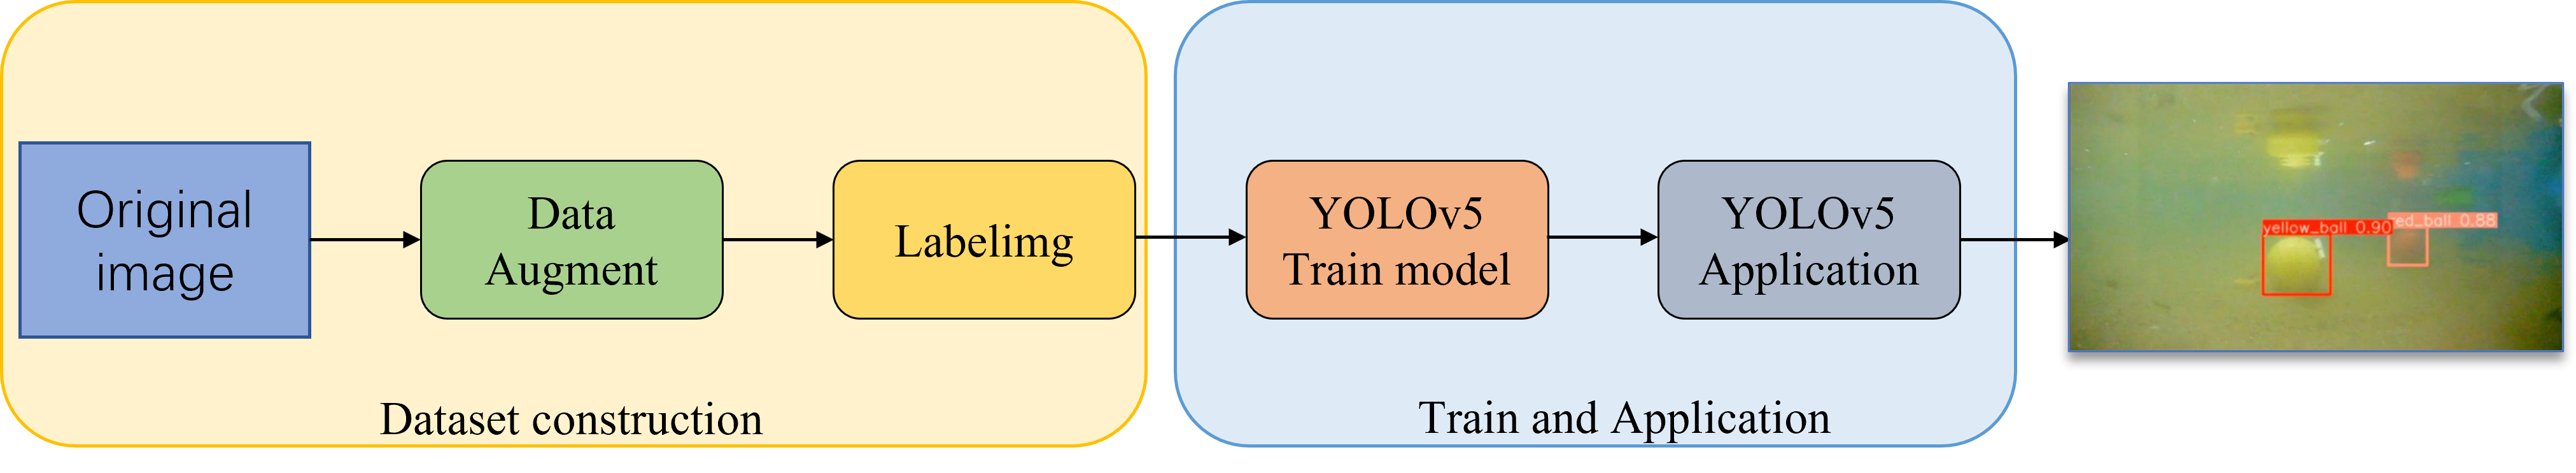 Original
image
Data
Augment
Labelimg
Dataset construction
YOLOv5
Train model
YOLOv5
Application
Train and Application
yellow_ball 0.90
red_ball 0.88